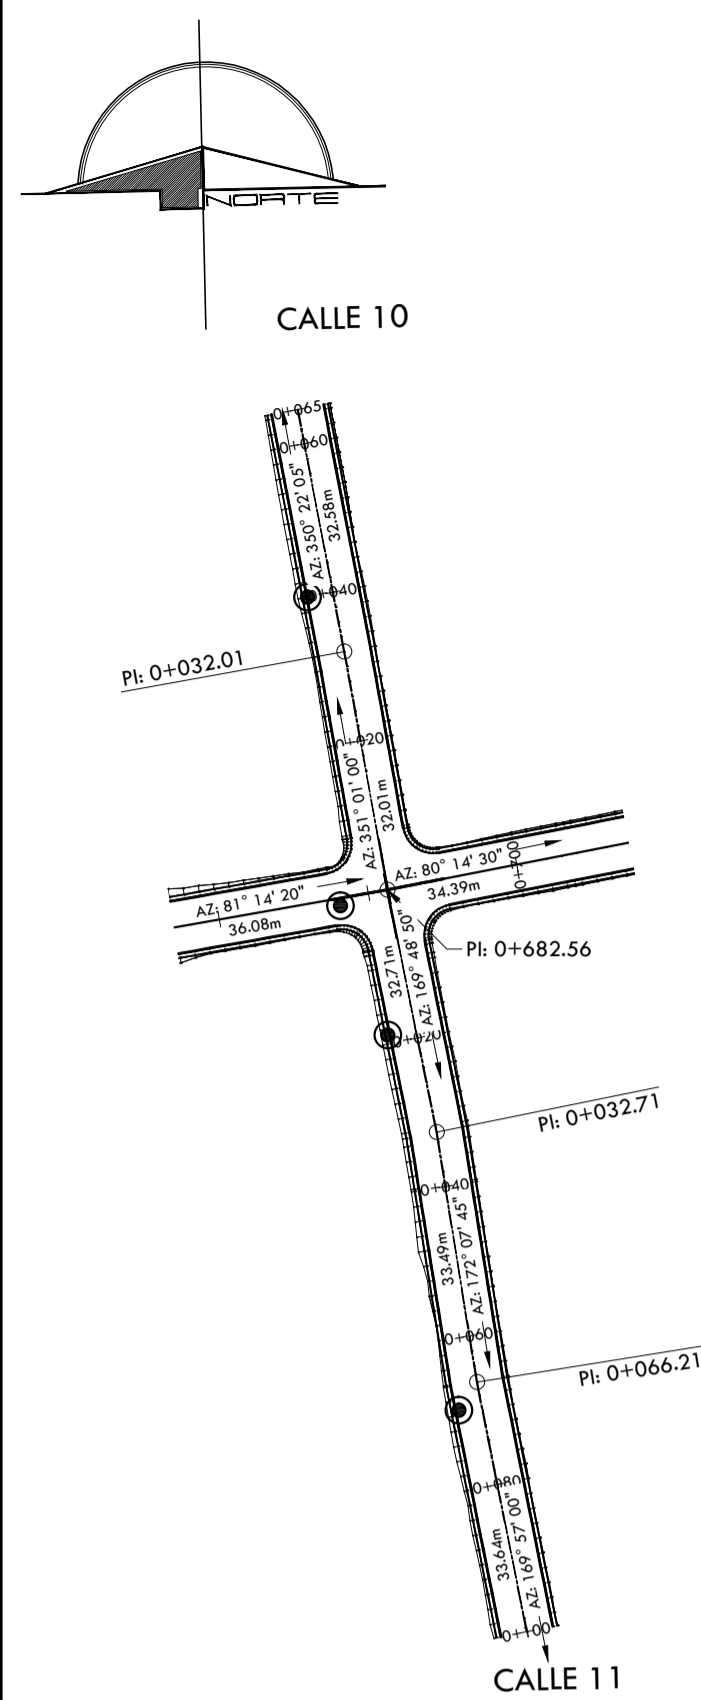 NORTE
CALLE 10
0+065
0+060
AZ: 350° 22' 05"
32.58m
0+040
PI: 0+032.01
0+020
AZ: 351° 01' 00"
32.01m
AZ: 80° 14' 30"
34.39m
0+700
AZ: 81° 14' 20"
36.08m
PI: 0+682.56
32.71m
AZ: 169° 48' 50"
0+020
PI: 0+032.71
0+040
33.49m
AZ: 172° 07' 45"
0+060
PI: 0+066.21
0+080
33.64m
AZ: 169° 57' 00"
0+100
CALLE 11